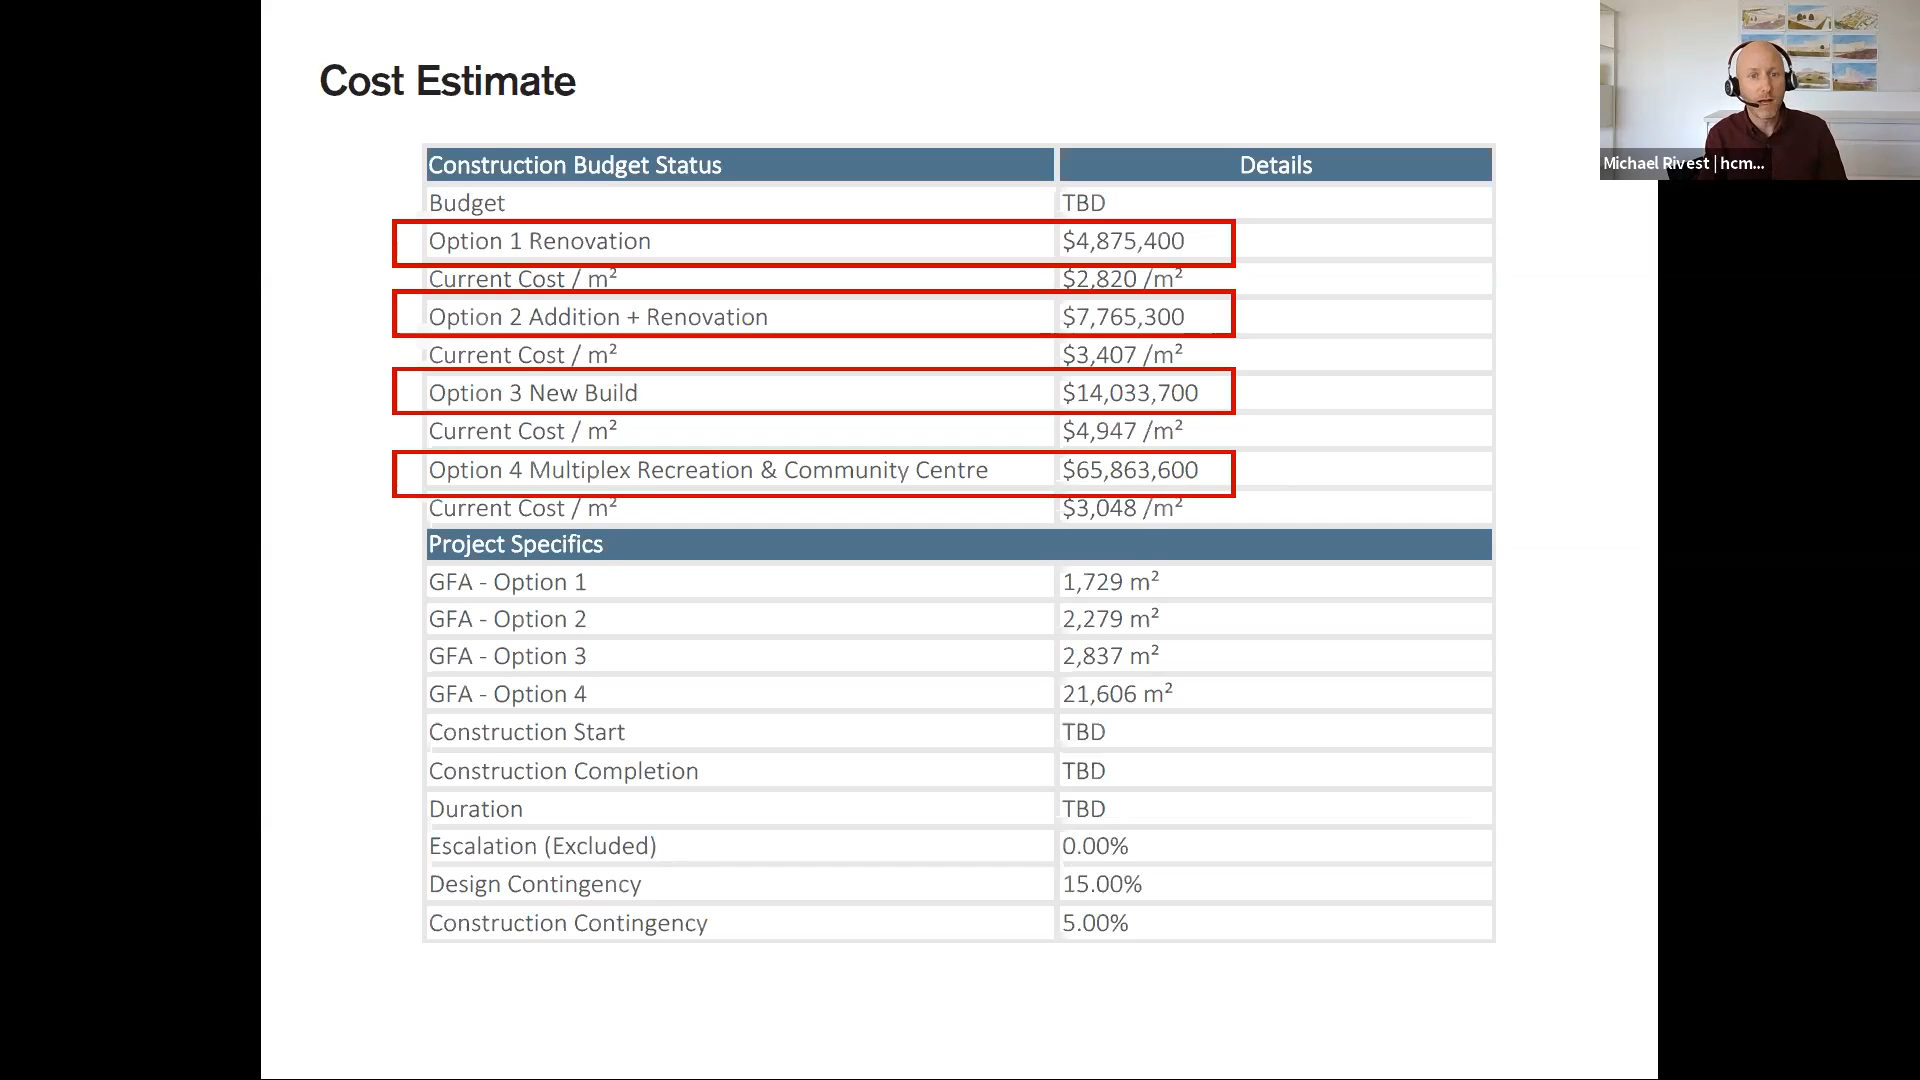 Cost Estimate
Michael Rivest | hcm...
Construction Budget Status Details
Budget TBD
Option 1 Renovation $4,875,400
Current Cost / m² $2,820 /m²
Option 2 Addition + Renovation $7,765,300
Current Cost / m² $3,407 /m²
Option 3 New Build $14,033,700
Current Cost / m² $4,947 /m²
Option 4 Multiplex Recreation & Community Centre $65,863,600
Current Cost / m² $3,048 /m²
Project Specifics
GFA - Option 1 1,729 m²
GFA - Option 2 2,279 m²
GFA - Option 3 2,837 m²
GFA - Option 4 21,606 m²
Construction Start TBD
Construction Completion TBD
Duration TBD
Escalation (Excluded) 0.00%
Design Contingency 15.00%
Construction Contingency 5.00%